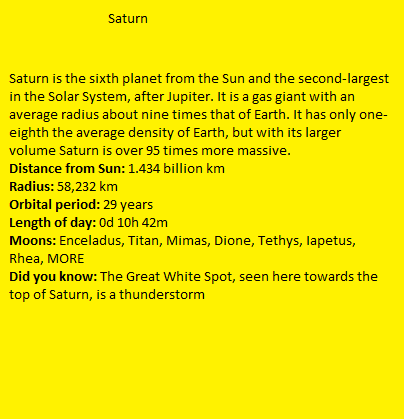 Saturn
Saturn is the sixth planet from the Sun and the second-largest
in the Solar System, after Jupiter. It is a gas giant with an
average radius about nine times that of Earth. It has only one-
eighth the average density of Earth, but with its larger
volume Saturn is over 95 times more massive.
Distance from Sun: 1.434 billion km
Radius: 58,232 km
Orbital period: 29 years
Length of day: 0d 10h 42m
Moons: Enceladus, Titan, Mimas, Dione, Tethys, Iapetus,
Rhea, MORE
Did you know: The Great White Spot, seen here towards the
top of Saturn, is a thunderstorm